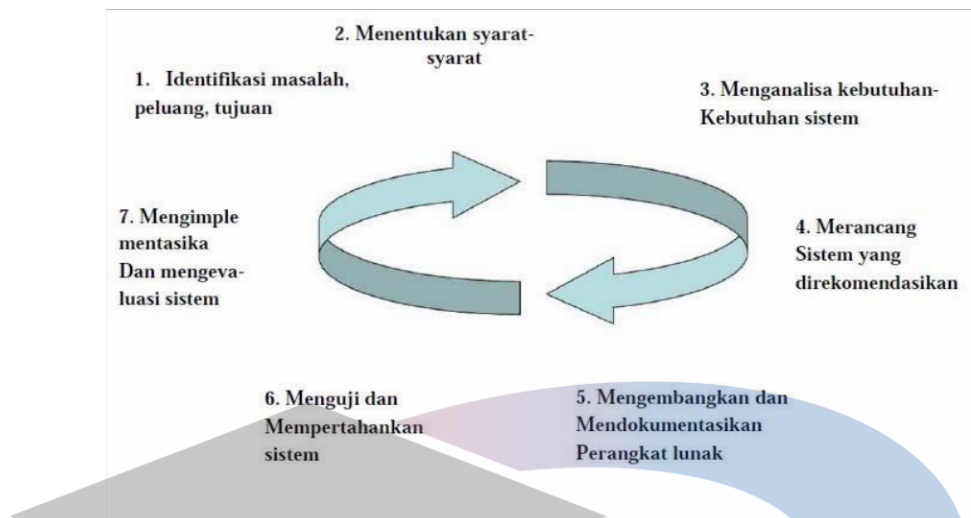 2. Menentukan syarat-
syarat
1. Identifikasi masalah,
peluang, tujuan
3. Menganalisa kebutuhan-
Kebutuhan sistem
7. Mengimple
mentasika
Dan mengeva-
luasi sistem
4. Merancang
Sistem yang
direkomendasikan
6. Menguji dan
Mempertahankan
sistem
5. Mengembangkan dan
Mendokumentasikan
Perangkat lunak